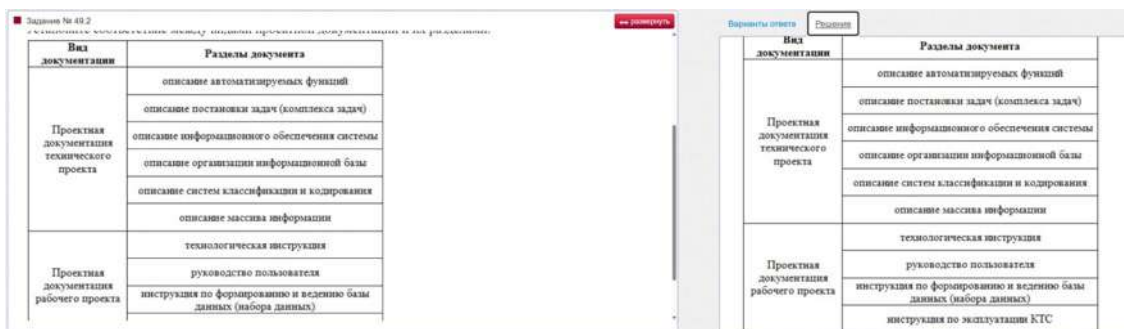 Задание № 49.2
развернуть
Установите соответствие между видами проектной документации и их разделами:
Вид документации
Разделы документа
Проектная документация технического проекта
описание автоматизируемых функций
описание постановки задач (комплекса задач)
описание информационного обеспечения системы
описание организации информационной базы
описание систем классификации и кодирования
описание массива информации
Проектная документация рабочего проекта
технологическая инструкция
руководство пользователя
инструкция по формированию и ведению базы
данных (набора данных)
Варианты ответа
Решение
Вид документации
Разделы документа
Проектная документация технического проекта
описание автоматизируемых функций
описание постановки задач (комплекса задач)
описание информационного обеспечения системы
описание организации информационной базы
описание систем классификации и кодирования
описание массива информации
Проектная документация рабочего проекта
технологическая инструкция
руководство пользователя
инструкция по формированию и ведению базы
данных (набора данных)
инструкция по эксплуатации КТС